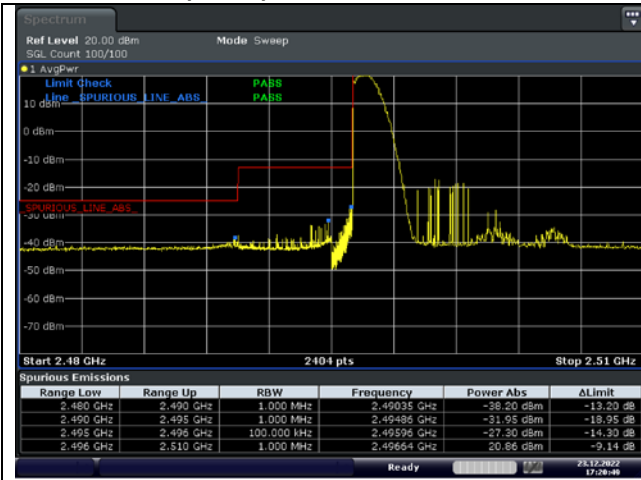 Spectrum
Ref Level 20.00 dBm Mode Sweep
SGL Count 100/100
1 AvgPwr
Limit Check PASS
Line _SPURIOUS_LINE_ABS_ PASS
10 dBm
0 dBm
-10 dBm
-20 dBm
_SPURIOUS_LINE_ABS_
-30 dBm
-40 dBm
-50 dBm
-60 dBm
-70 dBm
Start 2.48 GHz 2404 pts Stop 2.51 GHz
Spurious Emissions
Range Low Range Up RBW Frequency Power Abs ΔLimit
2.480 GHz 2.490 GHz 1.000 MHz 2.49035 GHz -38.20 dBm -13.20 dB
2.490 GHz 2.495 GHz 1.000 MHz 2.49486 GHz -31.95 dBm -18.95 dB
2.495 GHz 2.496 GHz 100.000 kHz 2.49596 GHz -27.30 dBm -14.30 dB
2.496 GHz 2.510 GHz 1.000 MHz 2.49664 GHz 20.86 dBm -9.14 dB
Ready 23.12.2022
17:20:49